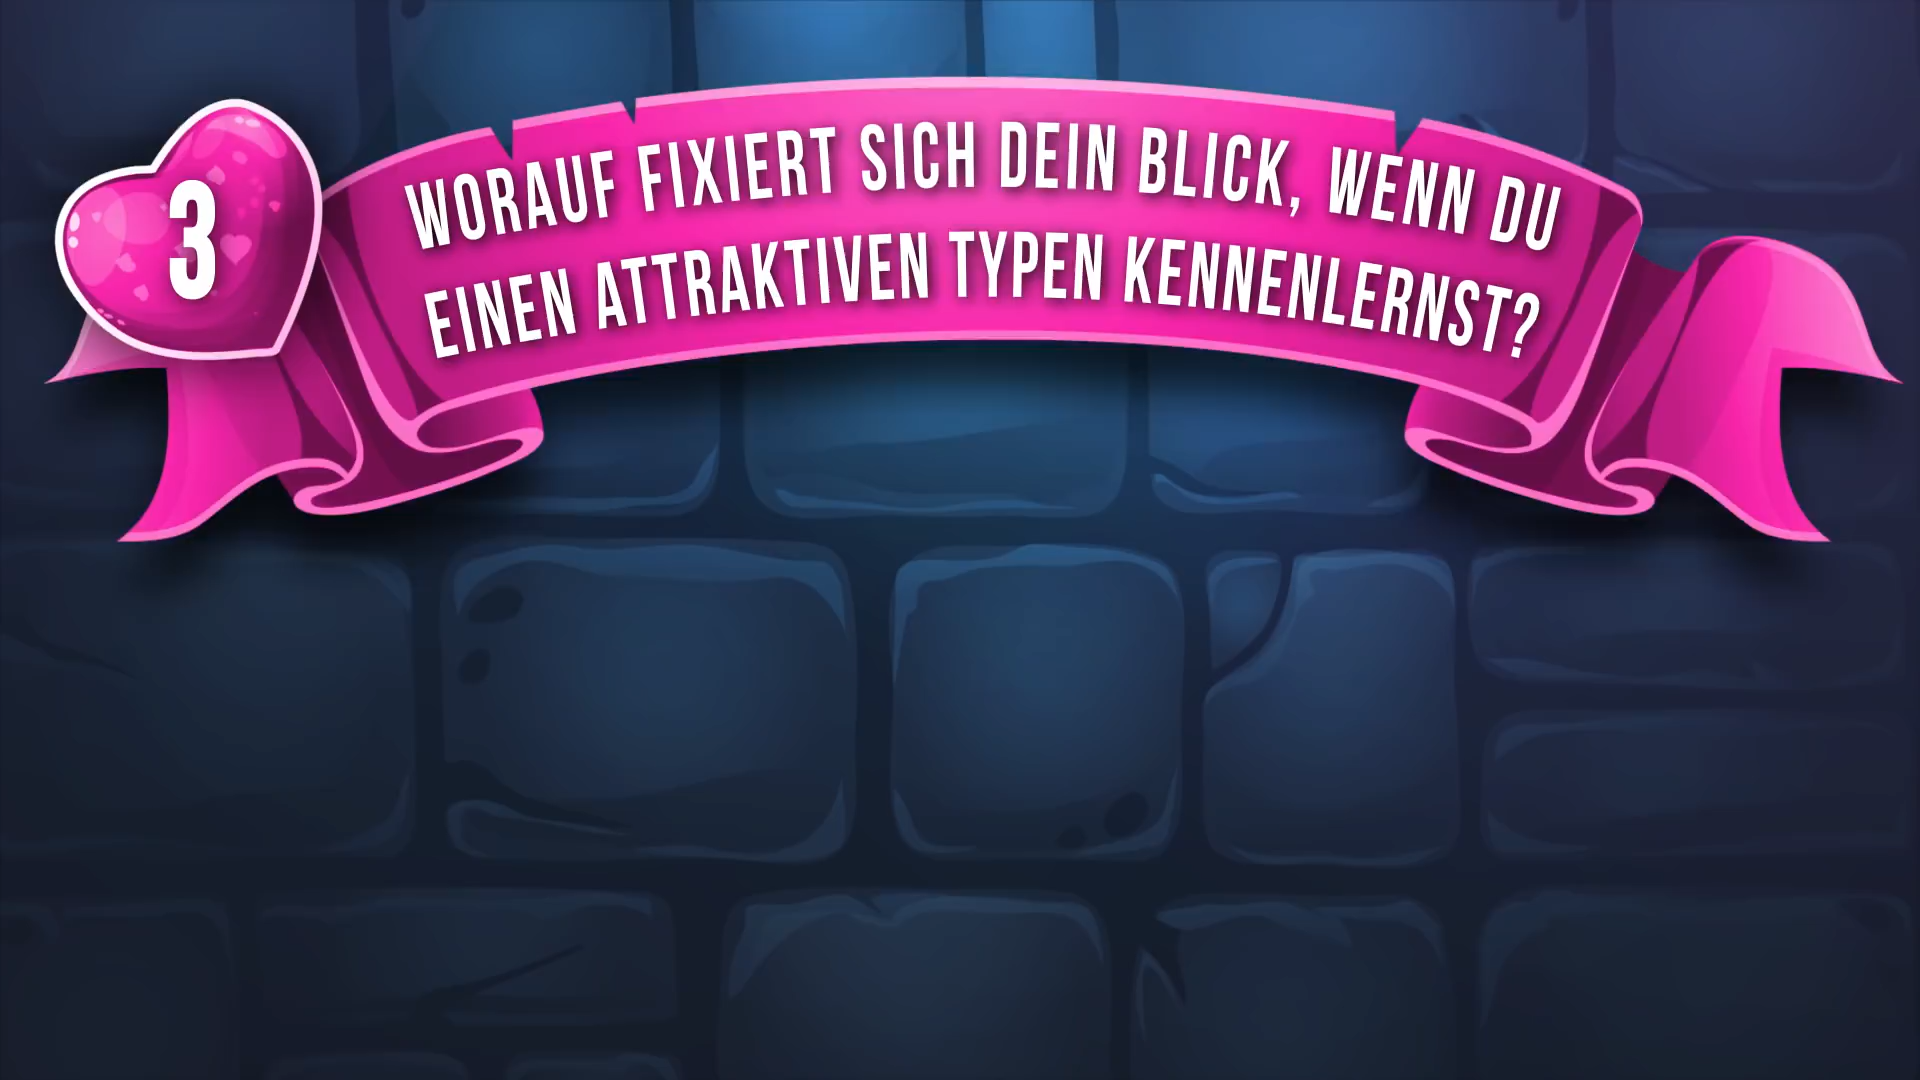 3
WORAUF FIXIERT SICH DEIN BLICK, WENN DU
EINEN ATTRAKTIVEN TYPEN KENNENLERNST?